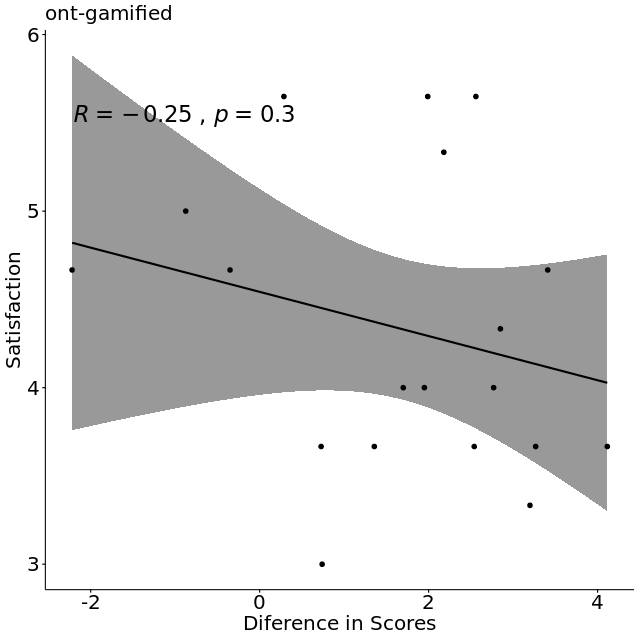 ont-gamified
6
R = −0.25 , p = 0.3
5
4
3
Satisfaction
-2 0 2 4
Diference in Scores